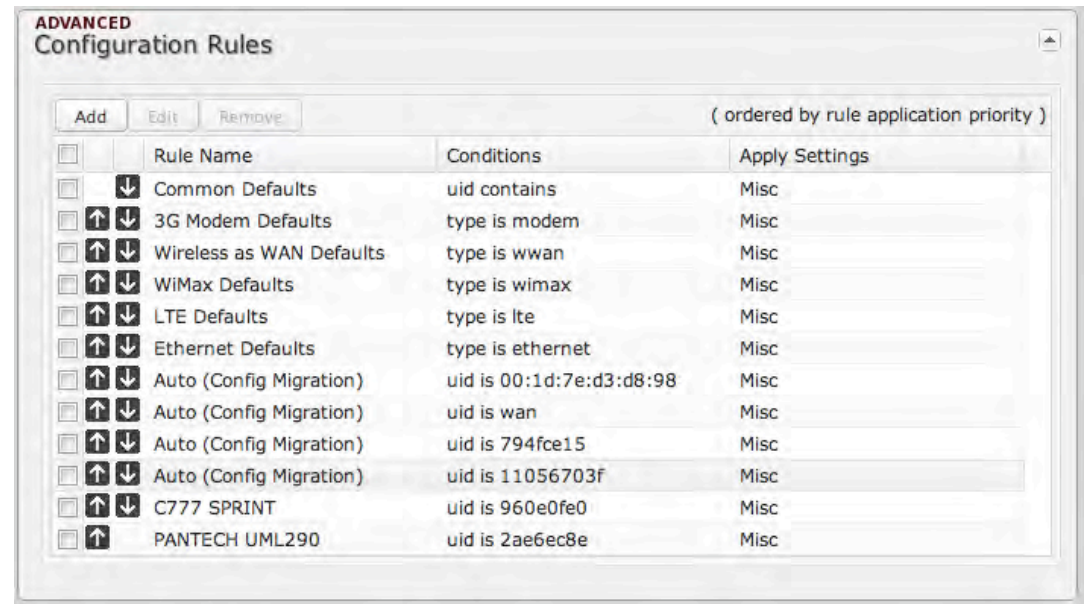 ADVANCED
Configuration Rules
Add Edit Remove ( ordered by rule application priority )
Rule Name Conditions Apply Settings
Common Defaults uid contains Misc
3G Modem Defaults type is modem Misc
Wireless as WAN Defaults type is wwan Misc
WiMax Defaults type is wimax Misc
LTE Defaults type is lte Misc
Ethernet Defaults type is ethernet Misc
Auto (Config Migration) uid is 00:1d:7e:d3:d8:98 Misc
Auto (Config Migration) uid is wan Misc
Auto (Config Migration) uid is 794fce15 Misc
Auto (Config Migration) uid is 11056703f Misc
C777 SPRINT uid is 960e0fe0 Misc
PANTECH UML290 uid is 2ae6ec8e Misc